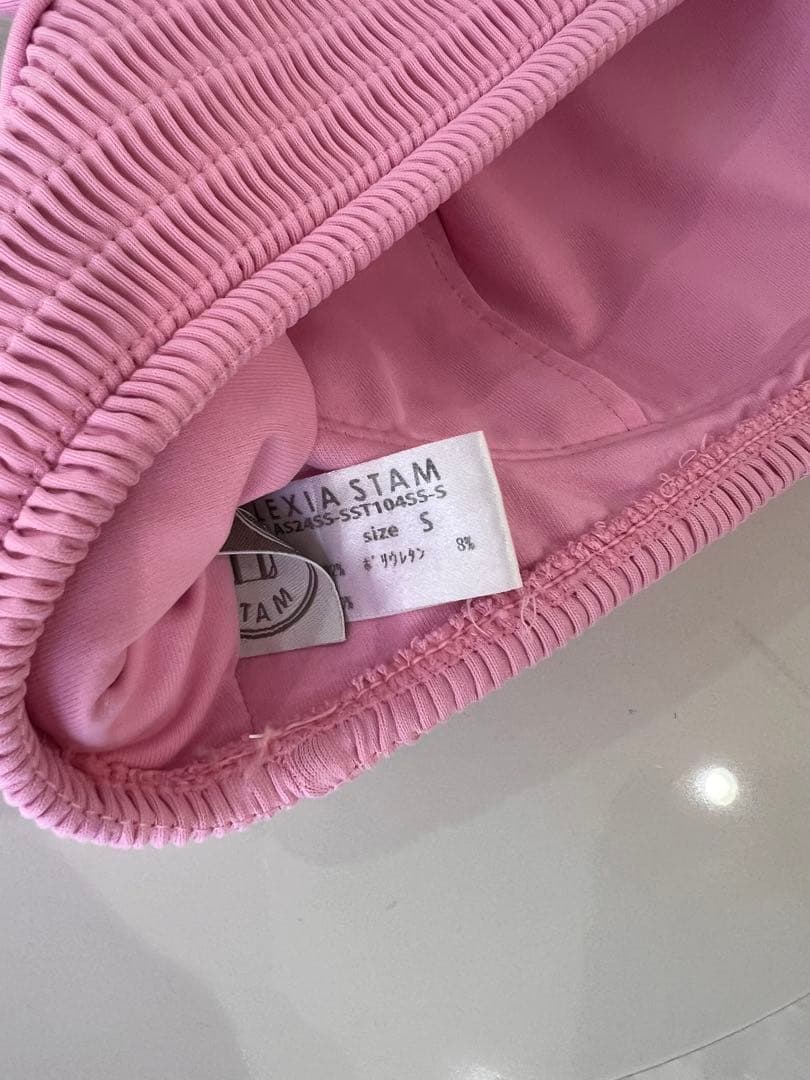 LEXIA STAM
AS24SS-SST104SS-S
size S
% ポリウレタン 8%
%
TAM